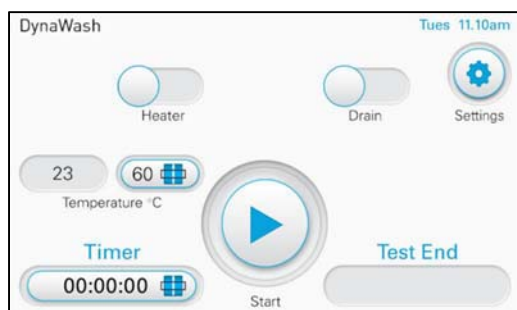 DynaWash
Tues 11.10am
Heater
Drain
Settings
23
60
Temperature °C
Timer
Test End
00:00:00
Start